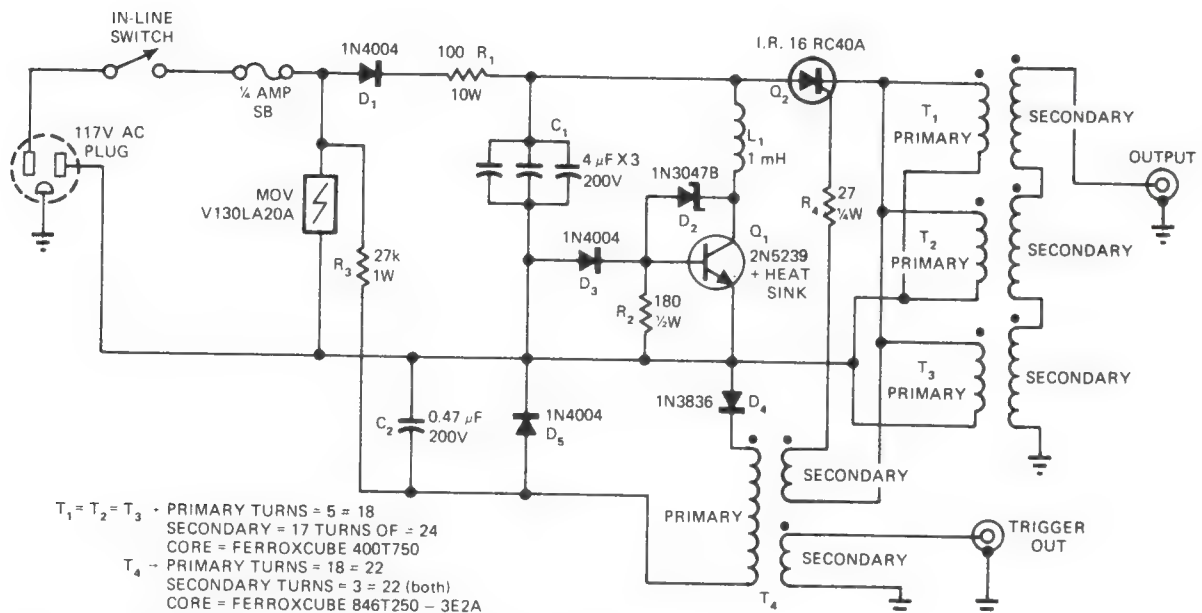 IN-LINE
SWITCH
¼ AMP
SB
117V AC
PLUG
1N4004
D1
100 R1
10W
I.R. 16 RC40A
Q2
MOV
V130LA20A
C1
4 µF X 3
200V
L1
1 mH
1N3047B
D2
1N4004
D3
Q1
2N5239
+ HEAT
SINK
R2
180
½W
R3
27k
1W
R4
27
¼W
T1
PRIMARY
SECONDARY
OUTPUT
T2
PRIMARY
SECONDARY
T3
PRIMARY
SECONDARY
C2
0.47 µF
200V
1N4004
D5
1N3836
D4
PRIMARY
SECONDARY
SECONDARY
T4
TRIGGER
OUT
T1 = T2 = T3 - PRIMARY TURNS = 5 = 18
SECONDARY = 17 TURNS OF = 24
CORE = FERROXCUBE 400T750
T4 - PRIMARY TURNS = 18 = 22
SECONDARY TURNS = 3 = 22 (both)
CORE = FERROXCUBE 846T250 – 3E2A